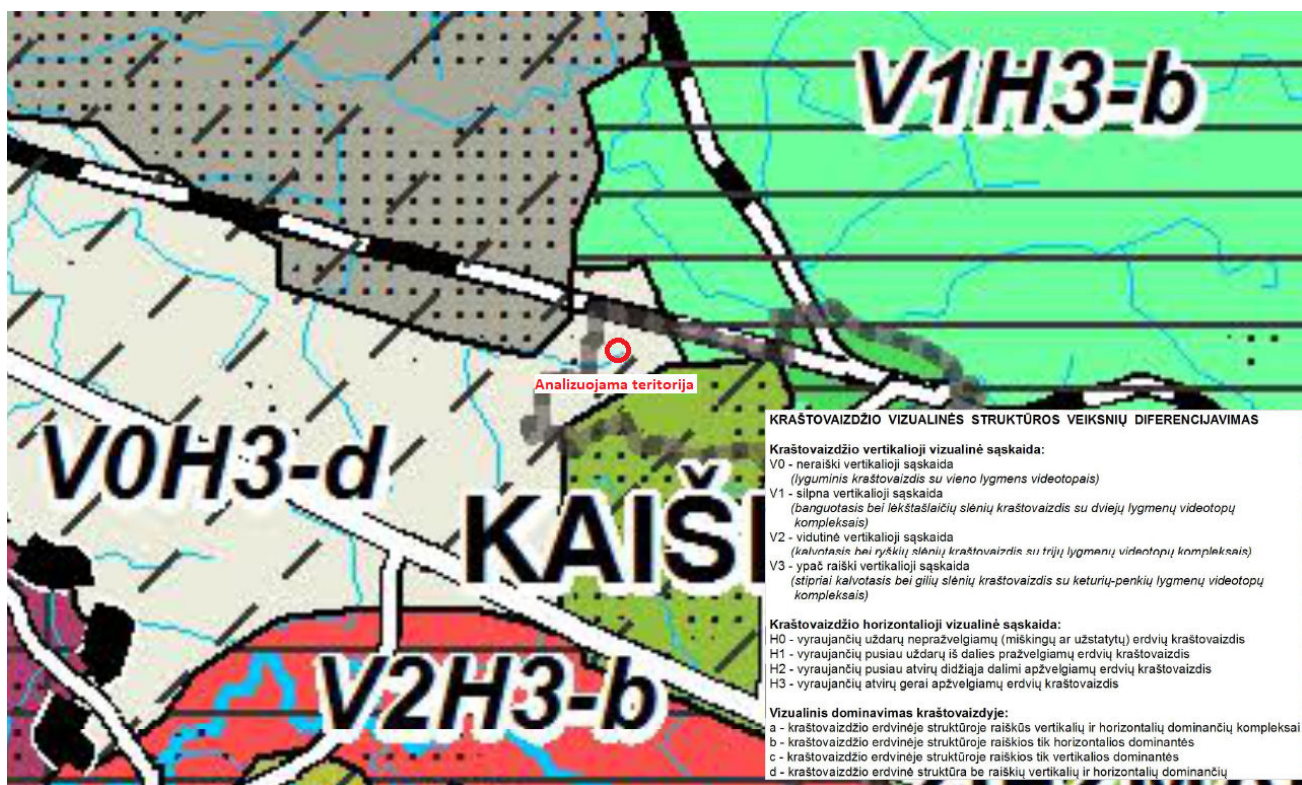 V1H3-b
Analizuojama teritorija
V0H3-d
KAIŠ
V2H3-b
KRAŠTOVAIZDŽIO VIZUALINĖS STRUKTŪROS VEIKSNIŲ DIFERENCIJAVIMAS
Kraštovaizdžio vertikalioji vizualinė sąskaida:
V0 - neraiški vertikalioji sąskaida
(lyguminis kraštovaizdis su vieno lygmens videotopais)
V1 - silpna vertikalioji sąskaida
(banguotasis bei lėkštašlaičių slėnių kraštovaizdis su dviejų lygmenų videotopų
kompleksais)
V2 - vidutinė vertikalioji sąskaida
(kalvotasis bei ryškių slėnių kraštovaizdis su trijų lygmenų videotopų kompleksais)
V3 - ypač raiški vertikalioji sąskaida
(stipriai kalvotasis bei gilių slėnių kraštovaizdis su keturių-penkių lygmenų videotopų
kompleksais)
Kraštovaizdžio horizontalioji vizualinė sąskaida:
H0 - vyraujančių uždarų nepražvelgiamų (miškingų ar užstatytų) erdvių kraštovaizdis
H1 - vyraujančių pusiau uždarų iš dalies pražvelgiamų erdvių kraštovaizdis
H2 - vyraujančių pusiau atvirų didžiaja dalimi apžvelgiamų erdvių kraštovaizdis
H3 - vyraujančių atvirų gerai apžvelgiamų erdvių kraštovaizdis
Vizualinis dominavimas kraštovaizdyje:
a - kraštovaizdžio erdvinėje struktūroje raiškūs vertikalių ir horizontalių dominančių kompleksai
b - kraštovaizdžio erdvinėje struktūroje raiškios tik horizontalios dominantės
c - kraštovaizdžio erdvinėje struktūroje raiškios tik vertikalios dominantės
d - kraštovaizdžio erdvinė struktūra be raiškių vertikalių ir horizontalių dominančių